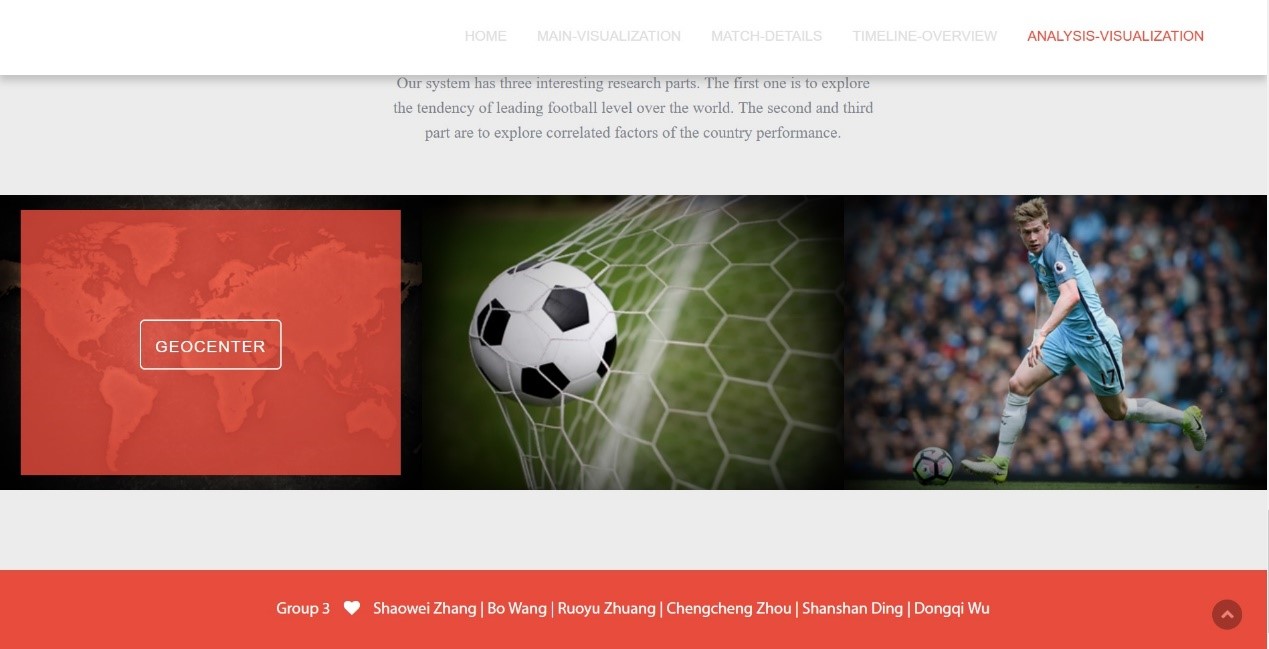 HOME MAIN-VISUALIZATION MATCH-DETAILS TIMELINE-OVERVIEW ANALYSIS-VISUALIZATION
Our system has three interesting research parts. The first one is to explore
the tendency of leading football level over the world. The second and third
part are to explore correlated factors of the country performance.
GEOCENTER
17
Group 3 Shaowei Zhang | Bo Wang | Ruoyu Zhuang | Chengcheng Zhou | Shanshan Ding | Dongqi Wu